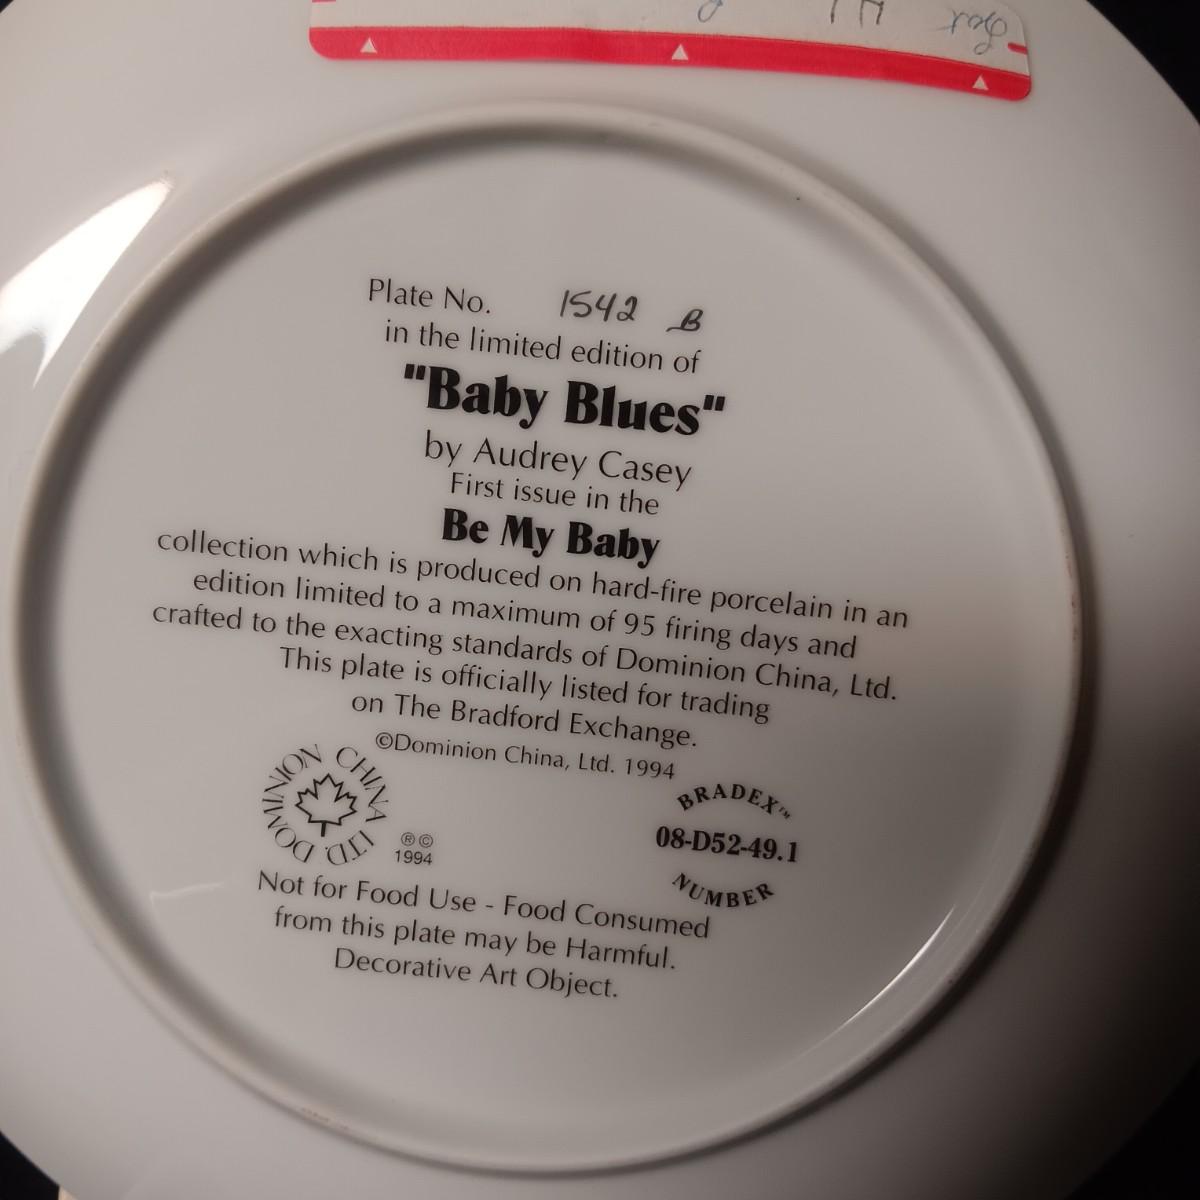 Plate No. 1542 B
in the limited edition of
"Baby Blues"
by Audrey Casey
First issue in the
Be My Baby
collection which is produced on hard-fire porcelain in an
edition limited to a maximum of 95 firing days and
crafted to the exacting standards of Dominion China, Ltd.
This plate is officially listed for trading
on The Bradford Exchange.
©Dominion China, Ltd. 1994
DOMINION CHINA LTD.
®©
1994
BRADEX™
08-D52-49.1
NUMBER
Not for Food Use - Food Consumed
from this plate may be Harmful.
Decorative Art Object.